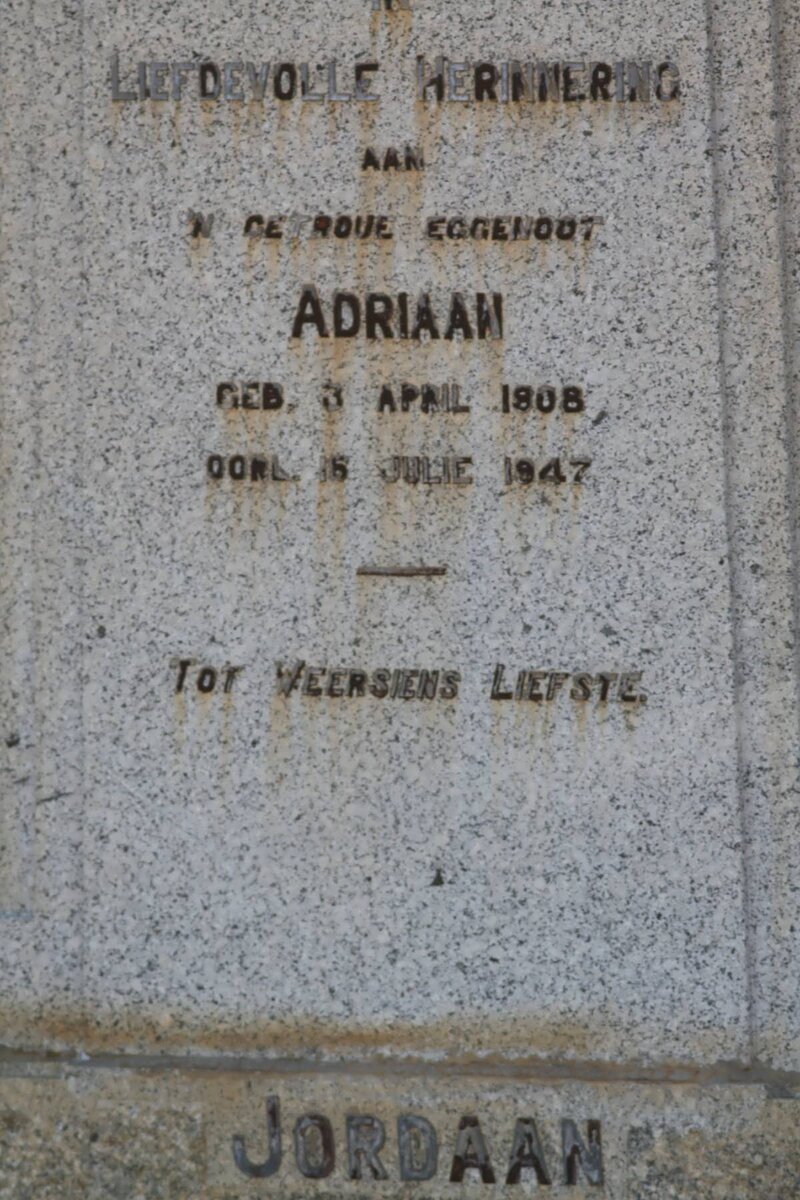 LIEFDEVOLLE HERINNERING
AAN
'N GETROUE EGGENOOT
ADRIAAN
GEB. 3 APRIL 1908
OORL. 15 JULIE 1947
TOT WEERSIENS LIEFSTE.
JORDAAN